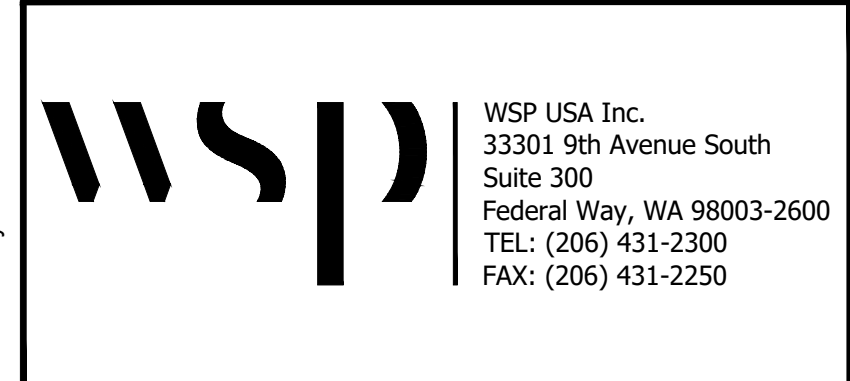 wsp
WSP USA Inc.
33301 9th Avenue South
Suite 300
Federal Way, WA 98003-2600
TEL: (206) 431-2300
FAX: (206) 431-2250